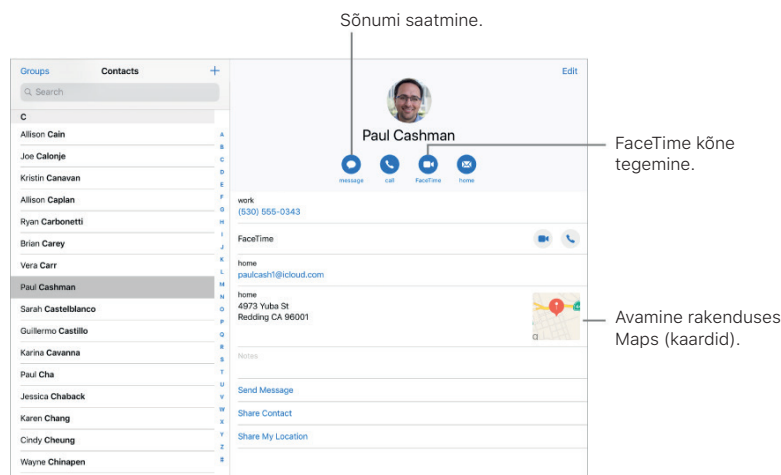 Sõnumi saatmine.
Groups Contacts +
Search
C
Allison Cain
Joe Calonje
Kristin Canavan
Allison Caplan
Ryan Carbonetti
Brian Carey
Vera Carr
Paul Cashman
Sarah Castelblanco
Guillermo Castillo
Karina Cavanna
Paul Cha
Jessica Chaback
Karen Chang
Cindy Cheung
Wayne Chinapen
A
B
C
D
E
F
G
H
I
J
K
L
M
N
O
P
Q
R
S
T
U
V
W
X
Y
Z
#
Edit
Paul Cashman
message call FaceTime home
FaceTime kõne
tegemine.
work
(530) 555-0343
FaceTime
home
paulcash1@icloud.com
home
4973 Yuba St
Redding CA 96001
Avamine rakenduses
Maps (kaardid).
Notes
Send Message
Share Contact
Share My Location